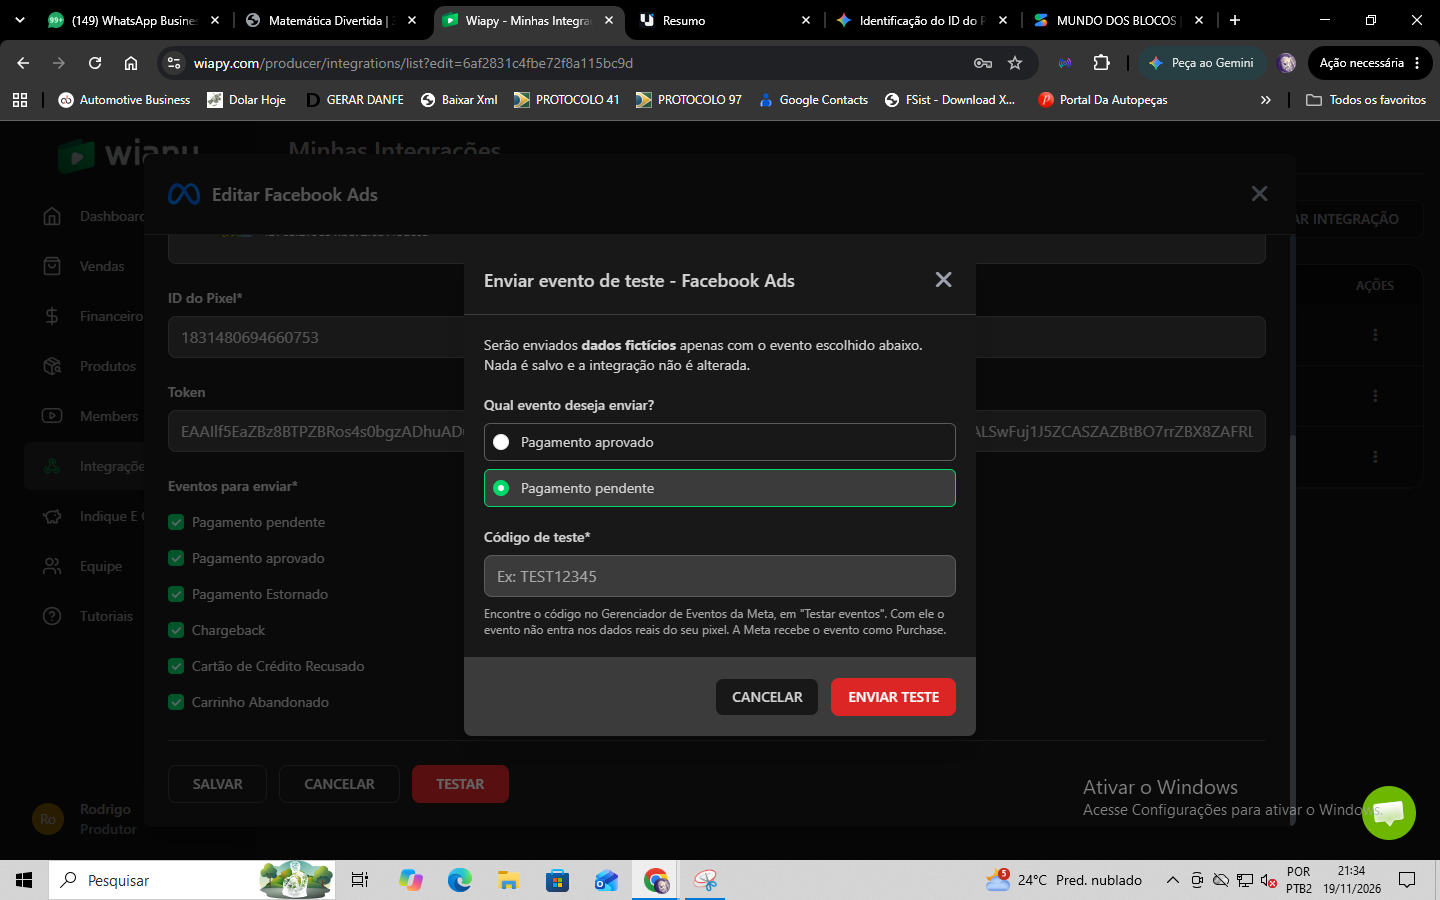 (149) WhatsApp Busines
Matemática Divertida |
Wiapy - Minhas Integra
Resumo
Identificação do ID do P
MUNDO DOS BLOCOS |
wiapy.com/producer/integrations/list?edit=6af2831c4fbe72f8a115bc9d
Peça ao Gemini
Ação necessária
Automotive Business
Dolar Hoje
GERAR DANFE
Baixar Xml
PROTOCOLO 41
PROTOCOLO 97
Google Contacts
FSist - Download X...
Portal Da Autopeças
Todos os favoritos
wiapy
Minhas Integrações
Editar Facebook Ads
AR INTEGRAÇÃO
AÇÕES
Dashboard
Vendas
Financeiro
Produtos
Members
Integraçõe
Indique E
Equipe
Tutoriais
Ro
Rodrigo
Produtor
ID do Pixel*
1831480694660753
Token
Eventos para enviar*
Pagamento pendente
Pagamento aprovado
Pagamento Estornado
Chargeback
Cartão de Crédito Recusado
Carrinho Abandonado
SALVAR
CANCELAR
TESTAR
Enviar evento de teste - Facebook Ads
Serão enviados dados fictícios apenas com o evento escolhido abaixo.
Nada é salvo e a integração não é alterada.
Qual evento deseja enviar?
Pagamento aprovado
Pagamento pendente
Código de teste*
Ex: TEST12345
Encontre o código no Gerenciador de Eventos da Meta, em "Testar eventos". Com ele o
evento não entra nos dados reais do seu pixel. A Meta recebe o evento como Purchase.
CANCELAR
ENVIAR TESTE
Ativar o Windows
Acesse Configurações para ativar o Windows.
Pesquisar
5
24°C Pred. nublado
POR
PTB2
21:34
19/11/2026